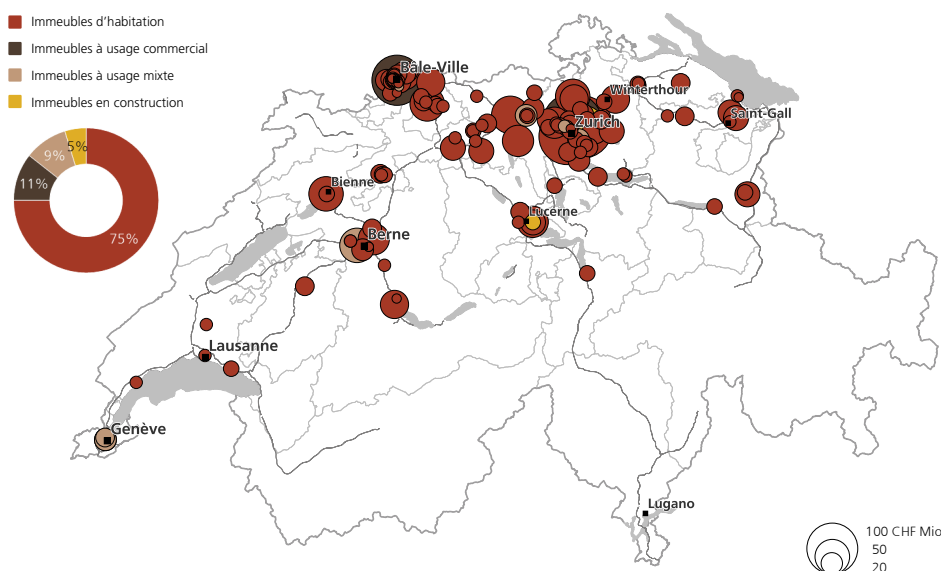 Immeubles d’habitation
Immeubles à usage commercial
Immeubles à usage mixte
Immeubles en construction
5%
9%
11%
75%
Bâle-Ville
Winterthour
Zurich
Saint-Gall
Bienne
Lucerne
Berne
Lausanne
Genève
Lugano
100 CHF Mio
50
20